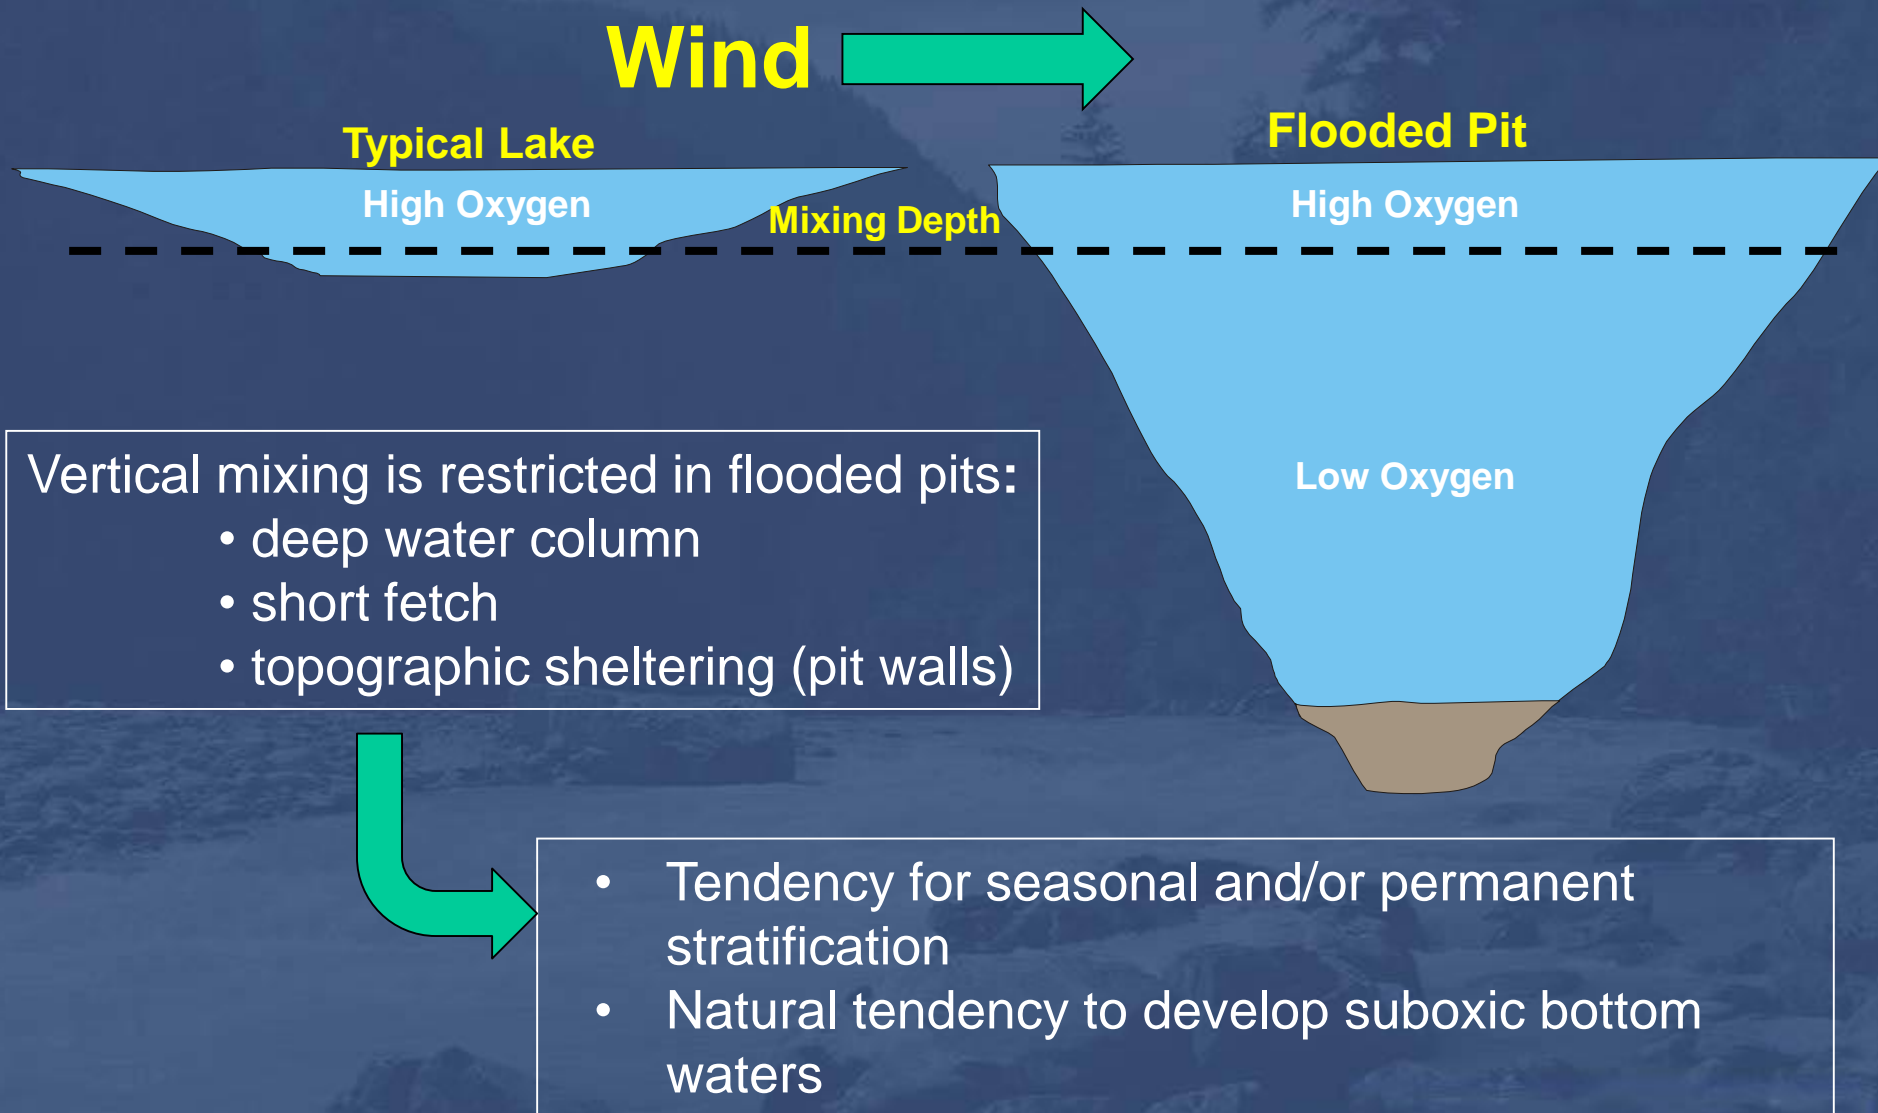 Wind
Typical Lake
Flooded Pit
High Oxygen
High Oxygen
Mixing Depth
Low Oxygen
Vertical mixing is restricted in flooded pits:
• deep water column
• short fetch
• topographic sheltering (pit walls)
• Tendency for seasonal and/or permanent
stratification
• Natural tendency to develop suboxic bottom
waters